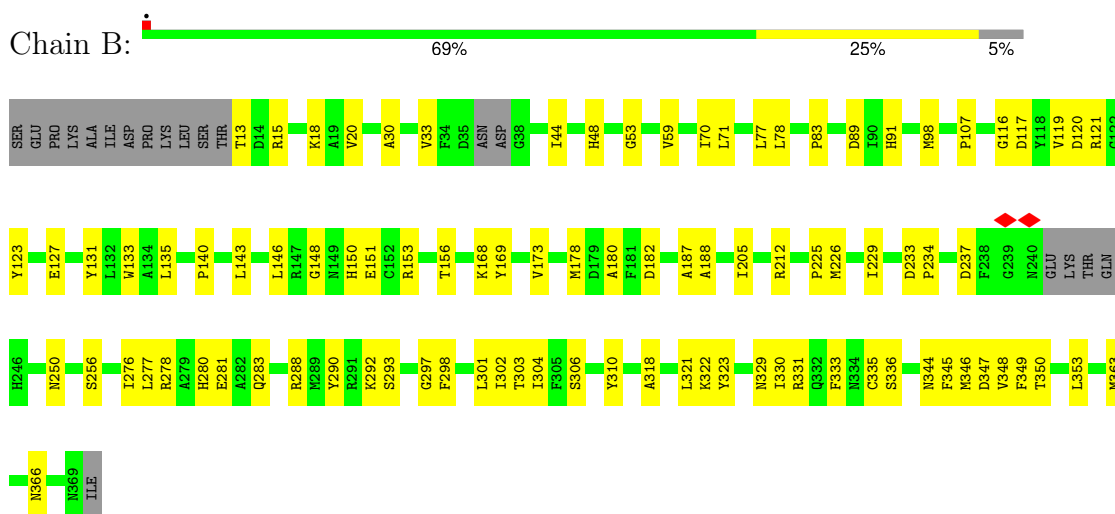 Chain B:
69% 25% 5%
SER GLU PRO LYS ALA ILE ASP PRO LYS LEU SER THR T13 D14 R15 K18 A19 V20 A30 V33 F34 D35 ASN ASP G38 I44 H48 G53 V59 I70 L71 L77 L78 P83 D89 I90 H91 M98 P107 G116 D117 Y118 V119 D120 R121 G122
Y123 E127 Y131 L132 W133 A134 L135 P140 L143 L146 R147 G148 N149 H150 E151 C152 R153 T156 K168 Y169 V173 M178 D179 A180 F181 D182 A187 A188 I205 R212 P225 M226 I229 D233 P234 D237 F238 G239 N240 GLU LYS THR GLN
H246 N250 S256 I276 L277 R278 A279 H280 E281 A282 Q283 R288 M289 Y290 R291 K292 S293 G297 F298 L301 I302 T303 I304 F305 S306 Y310 A318 L321 K322 Y323 N329 I330 R331 Q332 F333 N334 C335 S336 N344 F345 M346 D347 V348 F349 T350 L353 M363
N366 N369 ILE